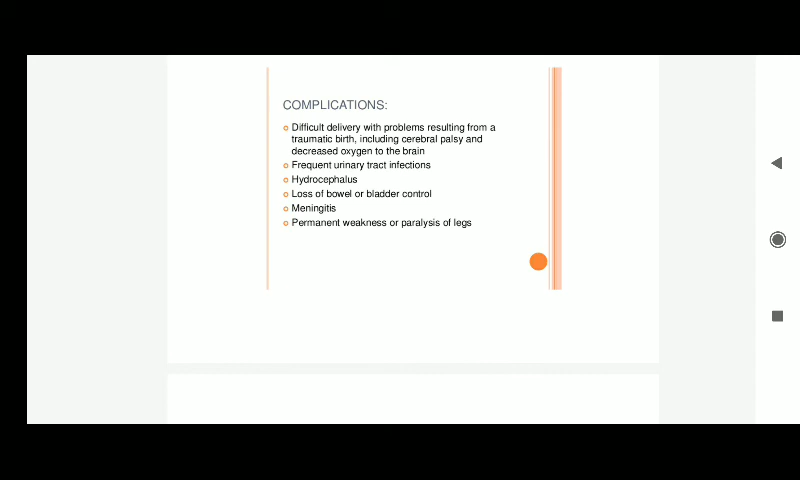 COMPLICATIONS:
Difficult delivery with problems resulting from a
traumatic birth, including cerebral palsy and
decreased oxygen to the brain
Frequent urinary tract infections
Hydrocephalus
Loss of bowel or bladder control
Meningitis
Permanent weakness or paralysis of legs